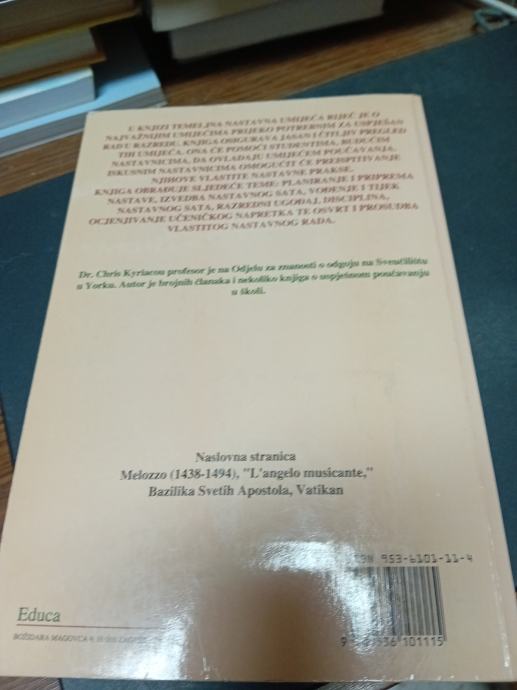 U KNJIZI TEMELJNA NASTAVNA UMIJEĆA RIJEČ JE O
NAJVAŽNIJIM UMIJEĆIMA PRIJEKO POTREBNIM ZA USPJEŠAN
RAD U RAZREDU. KNJIGA OSIGURAVA JASAN I ČITLJIV PREGLED
TIH UMIJEĆA. ONA ĆE POMOĆI STUDENTIMA, BUDUĆIM
NASTAVNICIMA, DA OVLADAJU UMIJEĆEM POUČAVANJA.
ISKUSNIM NASTAVNICIMA OMOGUĆIT ĆE PREISPITIVANJE
NJIHOVE VLASTITE NASTAVNE PRAKSE.
KNJIGA OBRAĐUJE SLJEDEĆE TEME: PLANIRANJE I PRIPREMA
NASTAVE, IZVEDBA NASTAVNOG SATA, VOĐENJE I TIJEK
NASTAVNOG SATA, RAZREDNI UGOĐAJ, DISCIPLINA,
OCJENJIVANJE UČENIČKOG NAPRETKA TE OSVRT I PROSUDBA
VLASTITOG NASTAVNOG RADA.
Dr. Chris Kyriacou profesor je na Odjelu za znanosti o odgoju na Sveučilištu
u Yorku. Autor je brojnih članaka i nekoliko knjiga o uspješnom poučavanju
u školi.
Naslovna stranica
Melozzo (1438-1494), "L'angelo musicante,"
Bazilika Svetih Apostola, Vatikan
ISBN 953-6101-11-4
Educa
BOŽIDARA MAGOVCA
101115